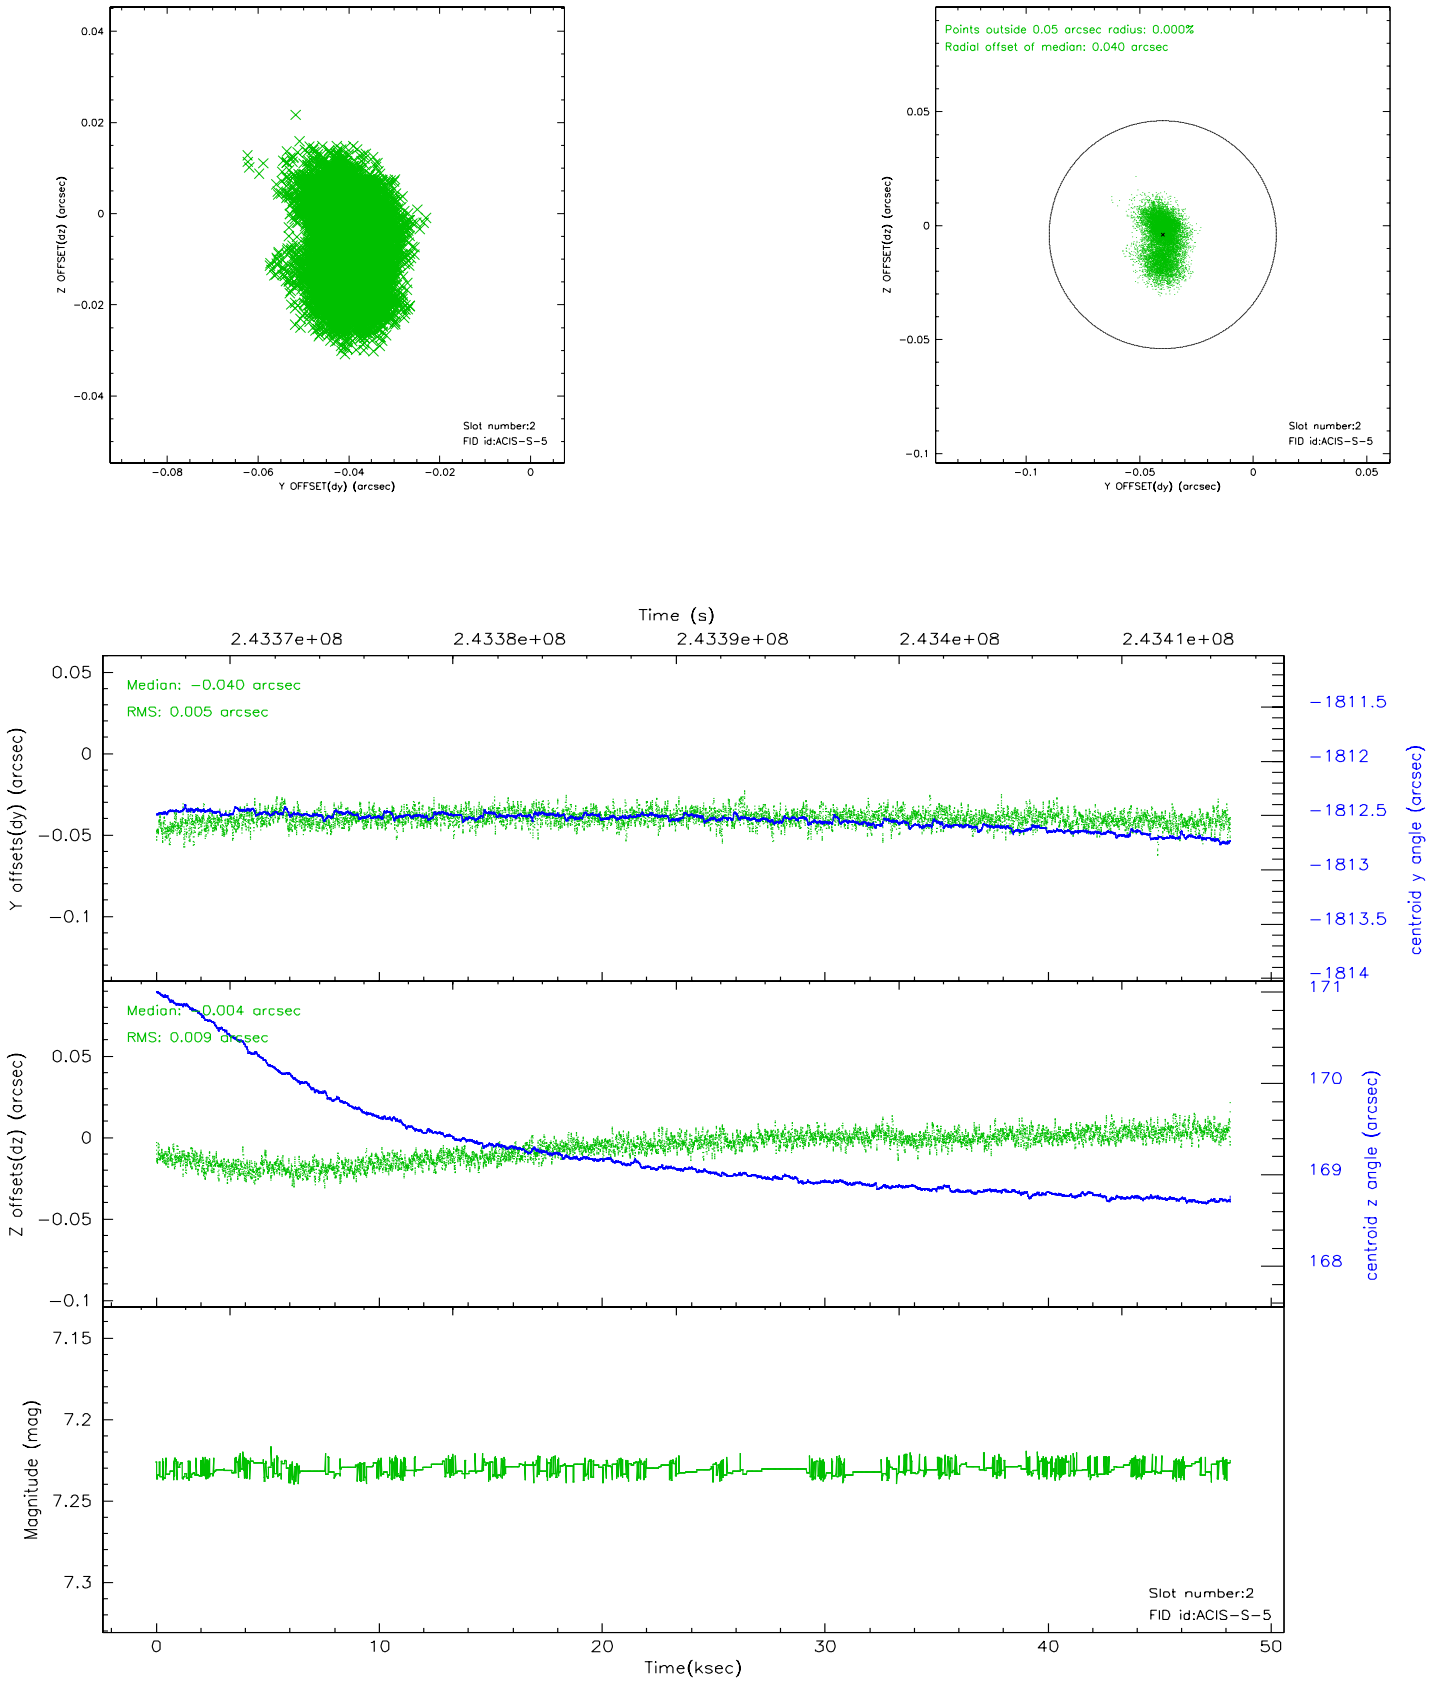 0.04
0.02
0
−0.02
−0.04
Z OFFSET(dz) (arcsec)
Slot number:2
FID id:ACIS−S−5
−0.08
−0.06
−0.04
−0.02
0
Y OFFSET(dy) (arcsec)
Points outside 0.05 arcsec radius: 0.000%
Radial offset of median: 0.040 arcsec
0.05
0
−0.05
−0.1
Z OFFSET(dz) (arcsec)
Slot number:2
FID id:ACIS−S−5
−0.1
−0.05
0
0.05
Y OFFSET(dy) (arcsec)
Time (s)
2.4337e+08
2.4338e+08
2.4339e+08
2.434e+08
2.4341e+08
Median: −0.040 arcsec
RMS: 0.005 arcsec
0.05
0
−0.05
−0.1
Y offsets(dy) (arcsec)
−1811.5
−1812
−1812.5
−1813
−1813.5
−1814
centroid y angle (arcsec)
Median: −0.004 arcsec
RMS: 0.009 arcsec
0.05
0
−0.05
−0.1
Z offsets(dz) (arcsec)
171
170
169
168
centroid z angle (arcsec)
7.15
7.2
7.25
7.3
Magnitude (mag)
Slot number:2
FID id:ACIS−S−5
0
10
20
30
40
50
Time(ksec)